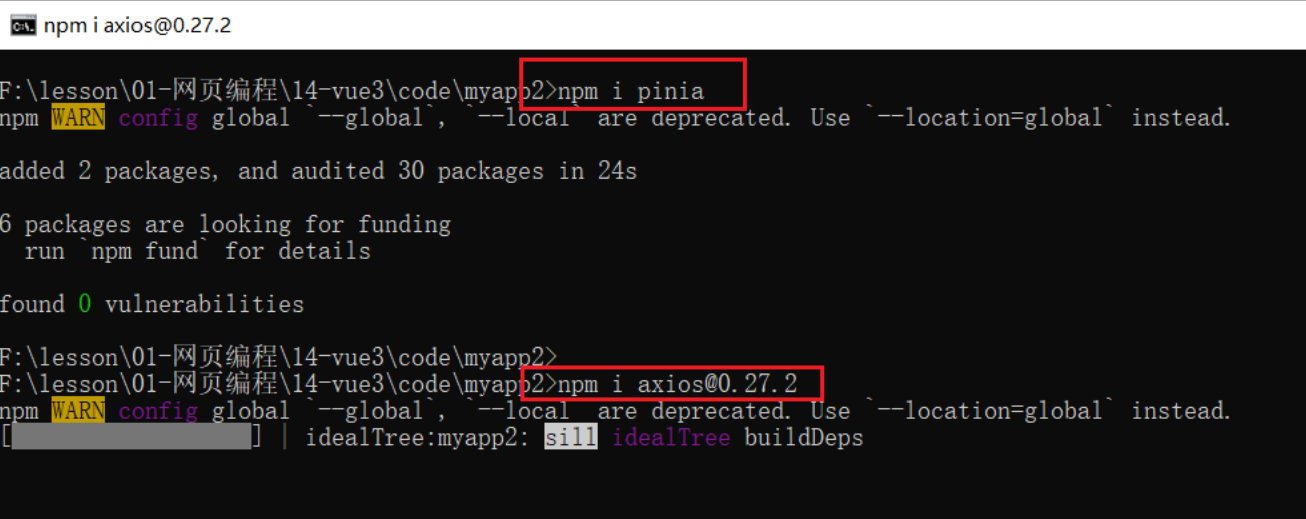 npm i axios@0.27.2
F:\lesson\01-网页编程\14-vue3\code\myapp2>npm i pinia
npm WARN config global `--global`, `--local` are deprecated. Use `--location=global` instead.
added 2 packages, and audited 30 packages in 24s
6 packages are looking for funding
  run `npm fund` for details
found 0 vulnerabilities
F:\lesson\01-网页编程\14-vue3\code\myapp2>
F:\lesson\01-网页编程\14-vue3\code\myapp2>npm i axios@0.27.2
npm WARN config global `--global`, `--local` are deprecated. Use `--location=global` instead.
[                  ] | idealTree:myapp2: sill idealTree buildDeps